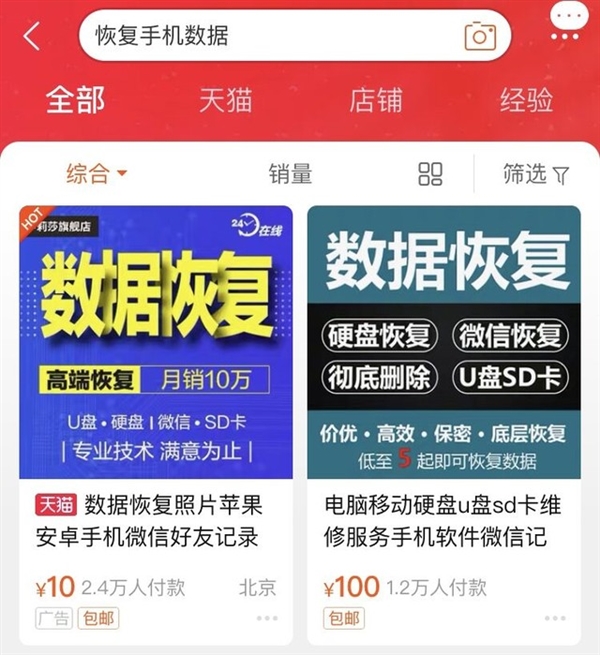 恢复手机数据
全部 天猫 店铺 经验
综合 销量 筛选
HOT
莉莎旗舰店
24 在线
数据恢复
高端恢复 月销10万
U盘·硬盘 | 微信·SD卡
| 专业技术 满意为止 |
天猫 数据恢复照片苹果
安卓手机微信好友记录
¥10 2.4万人付款 北京
广告 包邮
数据恢复
硬盘恢复 微信恢复
彻底删除 U盘SD卡
价优·高效·保密·底层恢复
低至 5 起即可恢复数据
电脑移动硬盘u盘sd卡维
修服务手机软件微信记
¥100 1.2万人付款
包邮